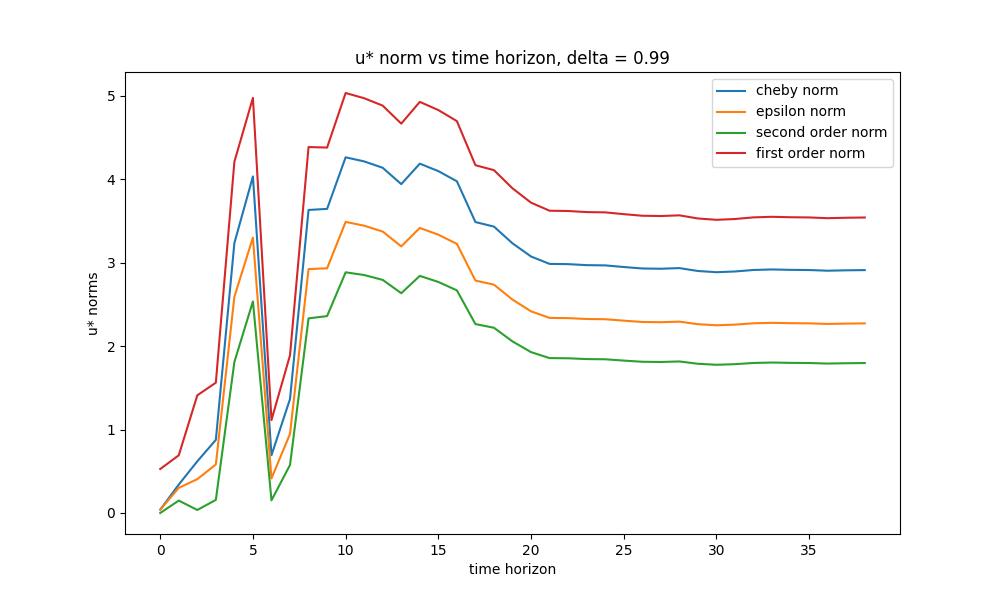 u* norm vs time horizon, delta = 0.99
cheby norm
epsilon norm
second order norm
first order norm
u* norms
5
4
3
2
1
0
0 5 10 15 20 25 30 35
time horizon